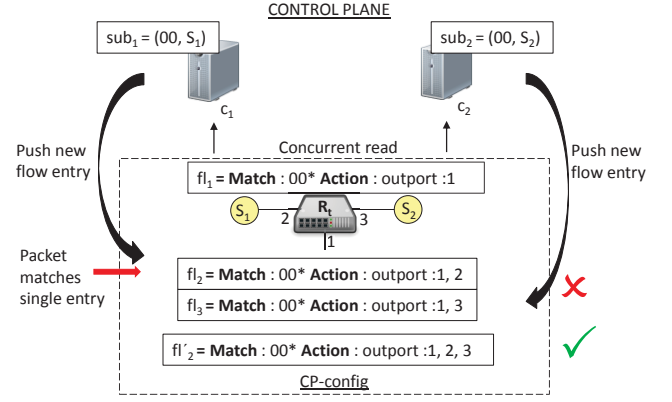 CONTROL PLANE
sub₁ = (00, S₁)
sub₂ = (00, S₂)
c₁
c₂
Push new
flow entry
Concurrent read
Push new
flow entry
fl₁ = Match : 00* Action : outport :1
S₁
2
Rₜ
3
S₂
1
Packet
matches
single entry
fl₂ = Match : 00* Action : outport :1, 2
fl₃ = Match : 00* Action : outport :1, 3
fl´₂ = Match : 00* Action : outport :1, 2, 3
CP-config